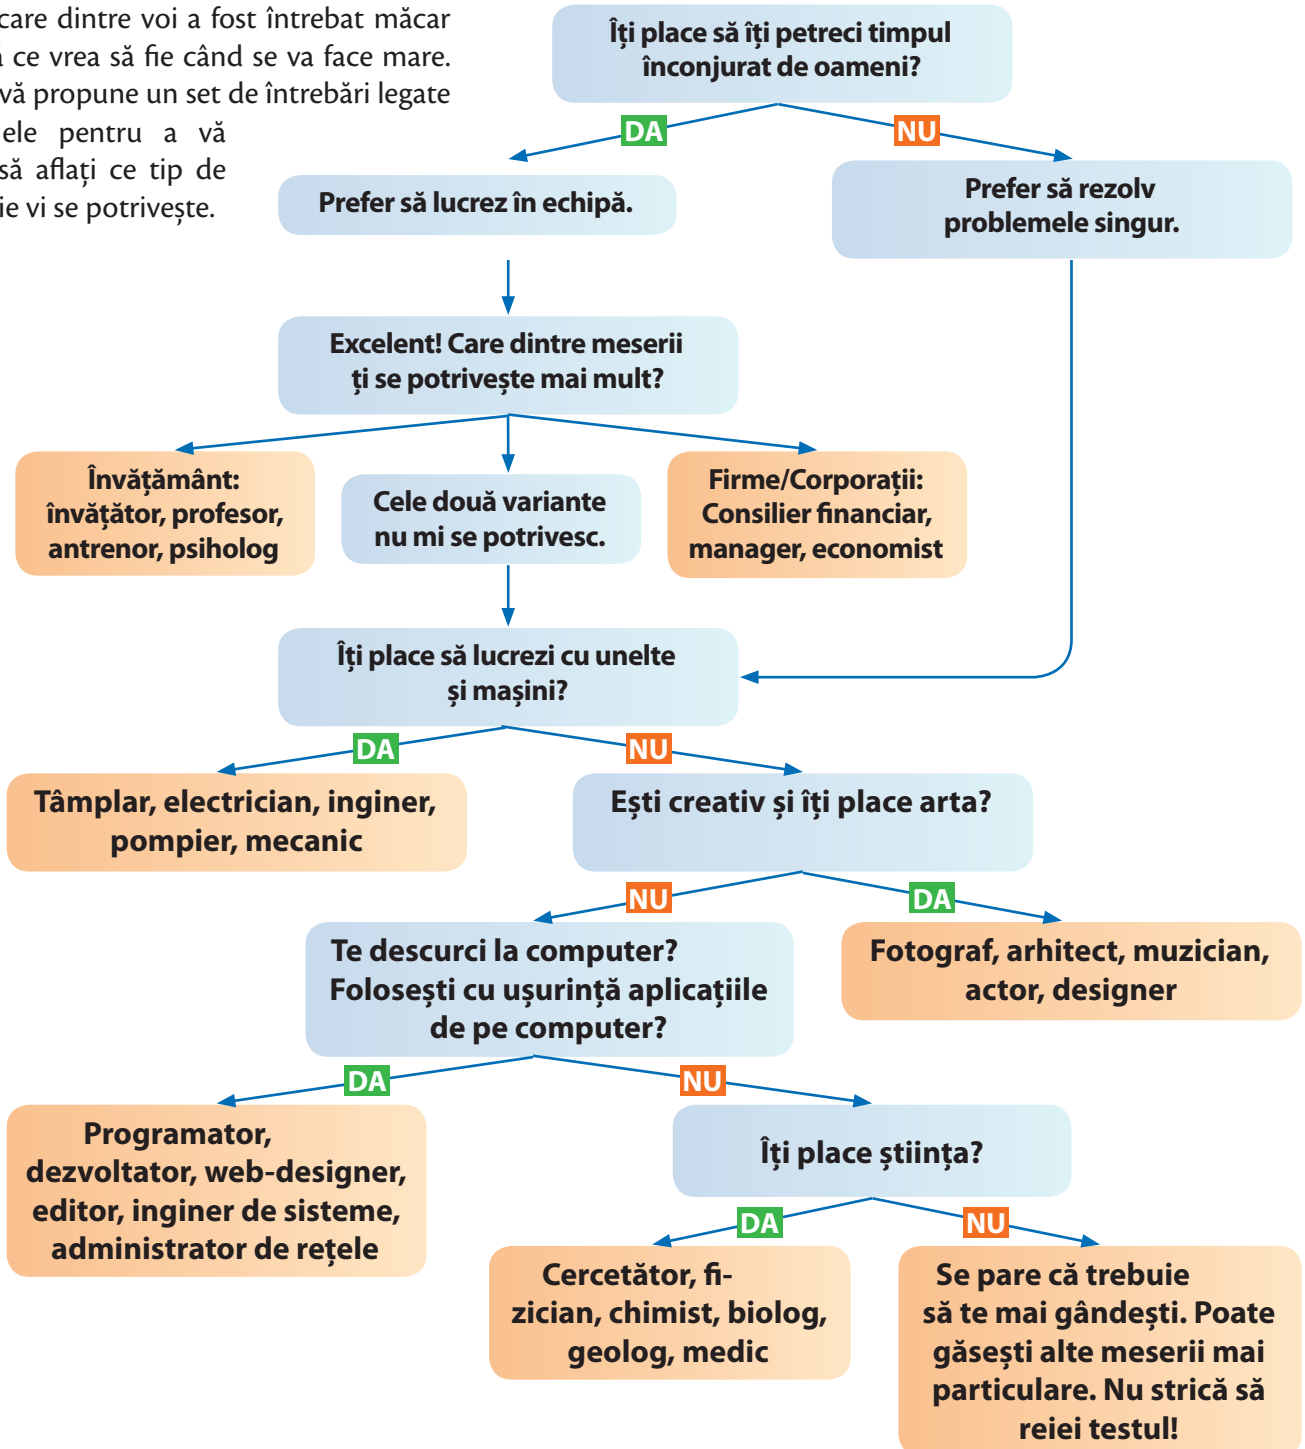 care dintre voi a fost întrebat măcar
ce vrea să fie când se va face mare.
vă propune un set de întrebări legate
pentru a vă
să aflați ce tip de
vi se potrivește.
Îți place să îți petreci timpul
înconjurat de oameni?
DA
NU
Prefer să lucrez în echipă.
Prefer să rezolv
problemele singur.
Excelent! Care dintre meserii
ți se potrivește mai mult?
Învățământ:
învățător, profesor,
antrenor, psiholog
Cele două variante
nu mi se potrivesc.
Firme/Corporații:
Consilier financiar,
manager, economist
Îți place să lucrezi cu unelte
și mașini?
DA
NU
Tâmplar, electrician, inginer,
pompier, mecanic
Ești creativ și îți place arta?
NU
DA
Te descurci la computer?
Folosești cu ușurință aplicațiile
de pe computer?
Fotograf, arhitect, muzician,
actor, designer
DA
NU
Programator,
dezvoltator, web-designer,
editor, inginer de sisteme,
administrator de rețele
Îți place știința?
DA
NU
Cercetător, fi-
zician, chimist, biolog,
geolog, medic
Se pare că trebuie
să te mai gândești. Poate
găsești alte meserii mai
particulare. Nu strică să
reiei testul!